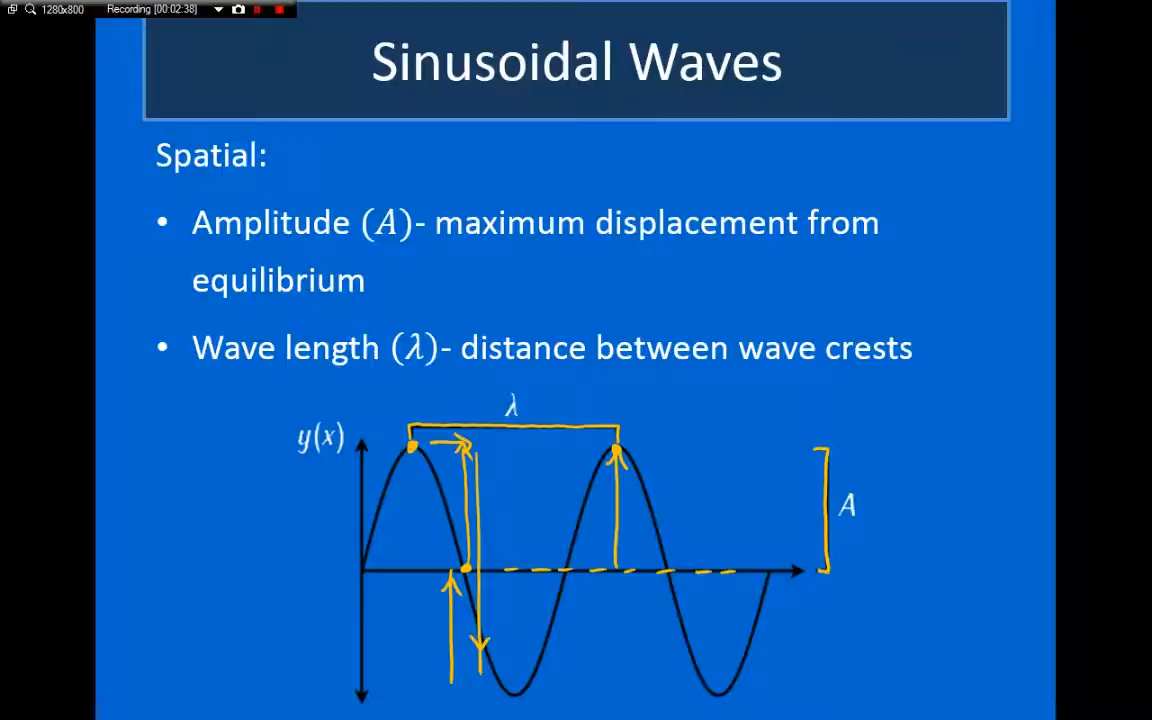 1280x800 Recording [00:02:38]
Sinusoidal Waves
Spatial:
• Amplitude (A)- maximum displacement from
equilibrium
• Wave length (λ)- distance between wave crests
λ
y(x)
A